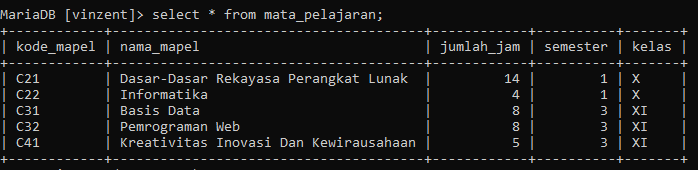 MariaDB [vinzent]> select * from mata_pelajaran;
+------------+-------------------------------------+------------+----------+-------+
| kode_mapel | nama_mapel                          | jumlah_jam | semester | kelas |
+------------+-------------------------------------+------------+----------+-------+
| C21        | Dasar-Dasar Rekayasa Perangkat Lunak |         14 |        1 | X     |
| C22        | Informatika                         |          4 |        1 | X     |
| C31        | Basis Data                          |          8 |        3 | XI    |
| C32        | Pemrograman Web                     |          8 |        3 | XI    |
| C41        | Kreativitas Inovasi Dan Kewirausahaan |          5 |        3 | XI    |
+------------+-------------------------------------+------------+----------+-------+